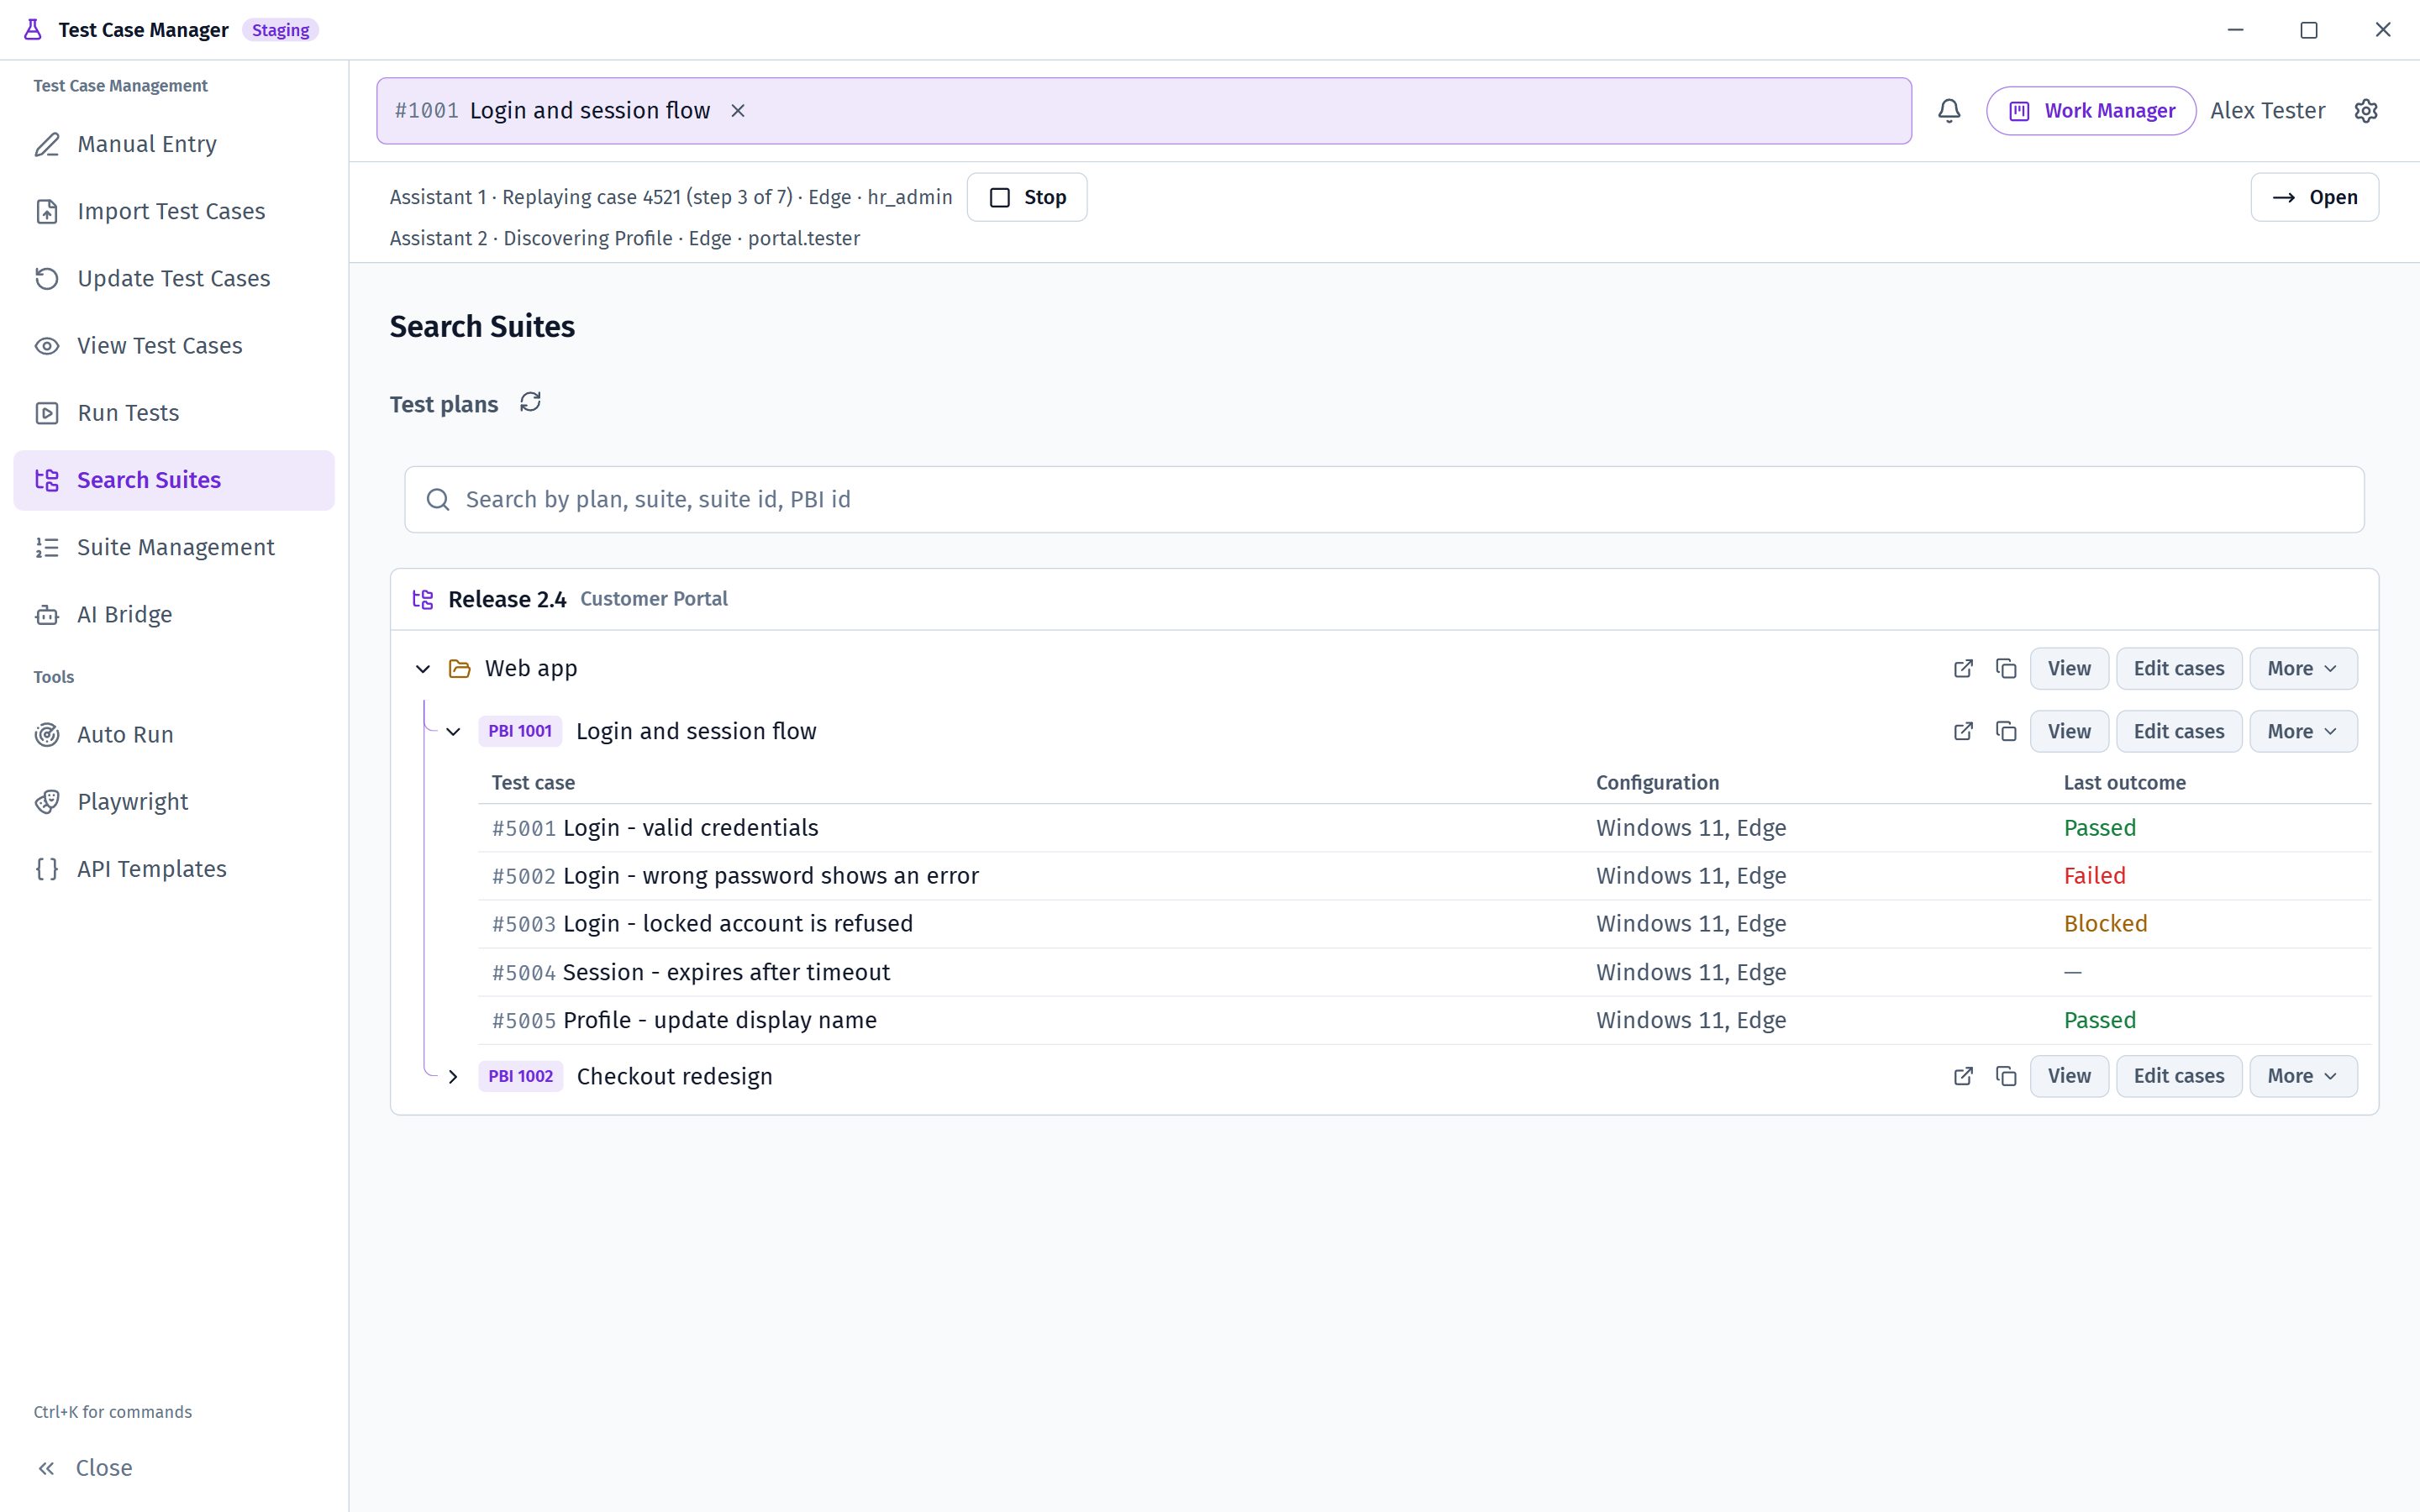 Test Case Manager Staging
Test Case Management
Manual Entry
Import Test Cases
Update Test Cases
View Test Cases
Run Tests
Search Suites
Suite Management
AI Bridge
Tools
Auto Run
Playwright
API Templates
Ctrl+K for commands
Close
#1001 Login and session flow
Work Manager Alex Tester
Assistant 1 · Replaying case 4521 (step 3 of 7) · Edge · hr_admin Stop Open
Assistant 2 · Discovering Profile · Edge · portal.tester
Search Suites
Test plans
Search by plan, suite, suite id, PBI id
Release 2.4 Customer Portal
Web app View Edit cases More
PBI 1001 Login and session flow View Edit cases More
Test case Configuration Last outcome
#5001 Login - valid credentials Windows 11, Edge Passed
#5002 Login - wrong password shows an error Windows 11, Edge Failed
#5003 Login - locked account is refused Windows 11, Edge Blocked
#5004 Session - expires after timeout Windows 11, Edge —
#5005 Profile - update display name Windows 11, Edge Passed
PBI 1002 Checkout redesign View Edit cases More